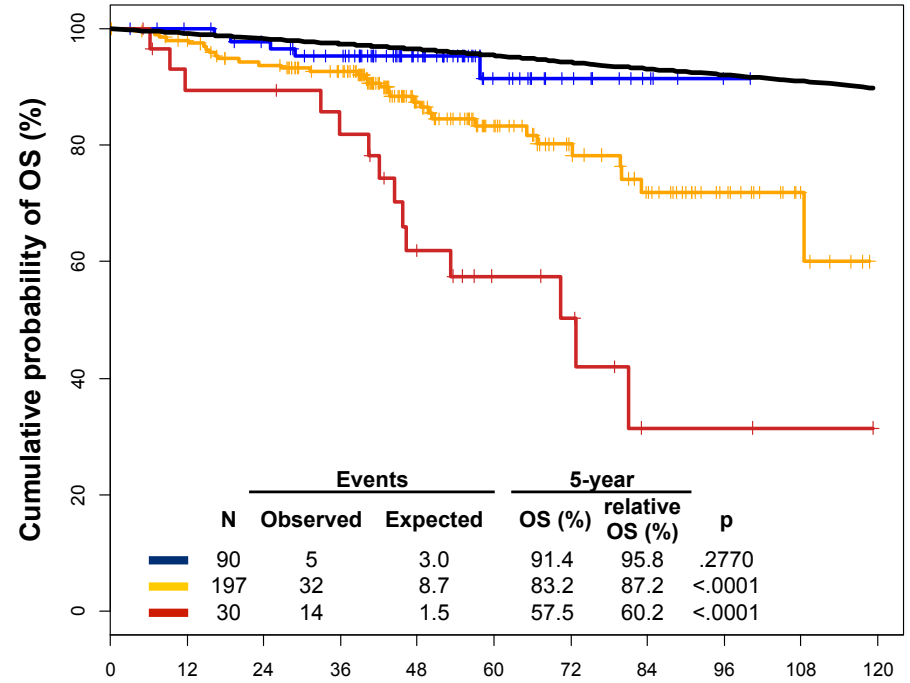 Cumulative probability of OS (%)
100
80
60
40
20
0
Events 5-year
N Observed Expected OS (%) relative OS (%) p
90 5 3.0 91.4 95.8 .2770
197 32 8.7 83.2 87.2 <.0001
30 14 1.5 57.5 60.2 <.0001
0 12 24 36 48 60 72 84 96 108 120